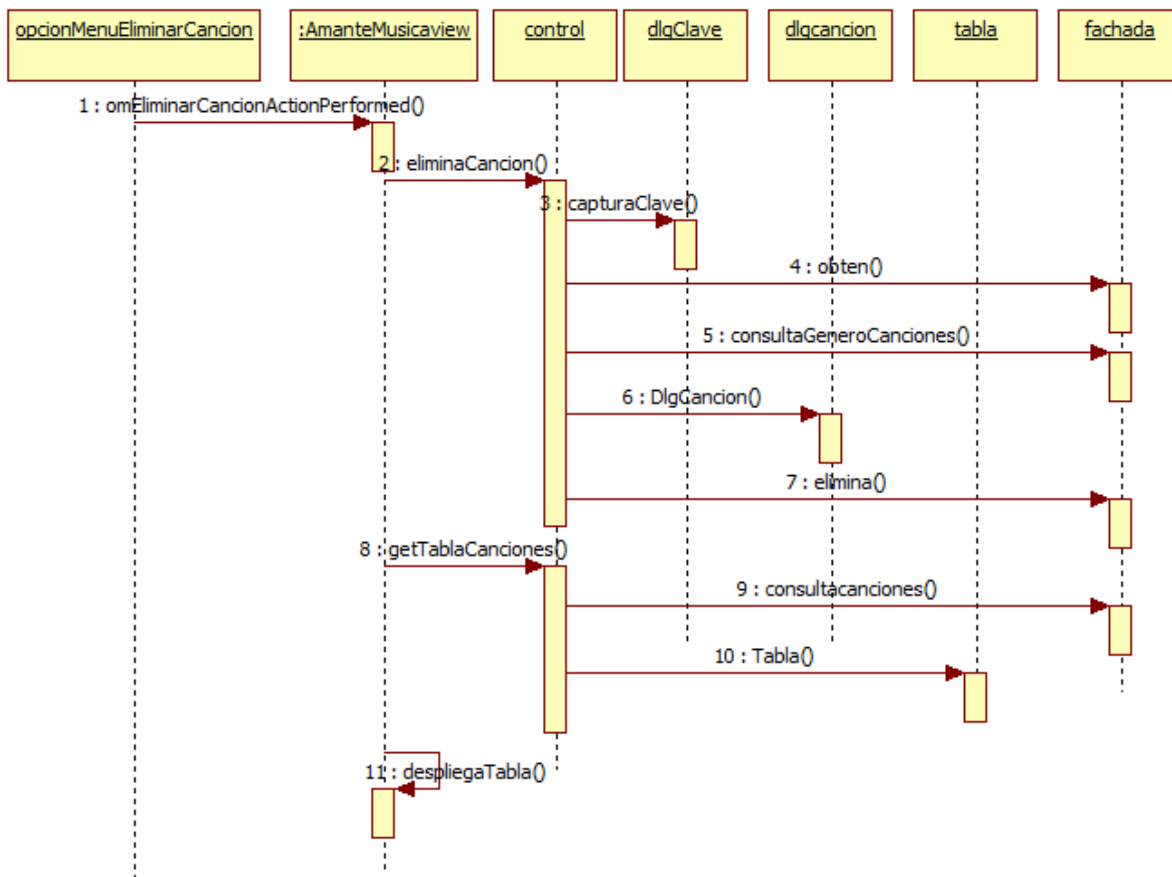 opcionMenuEliminarCancion
:AmanteMusicaview
control
dlgClave
dlgcancion
tabla
fachada
1 : omEliminarCancionActionPerformed()
2 : eliminaCancion()
3 : capturaClave()
4 : obten()
5 : consultaGeneroCanciones()
6 : DlgCancion()
7 : elimina()
8 : getTablaCanciones()
9 : consultacanciones()
10 : Tabla()
11 : despliegaTabla()